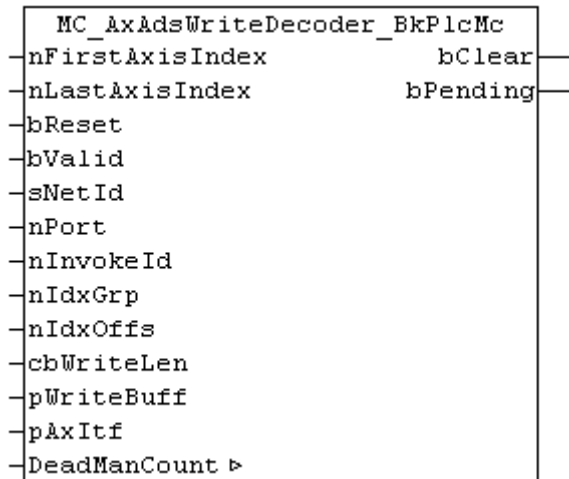 MC_AxAdsWriteDecoder_BkPlcMc
nFirstAxisIndex bClear
nLastAxisIndex bPending
bReset
bValid
sNetId
nPort
nInvokeId
nIdxGrp
nIdxOffs
cbWriteLen
pWriteBuff
pAxItf
DeadManCount ▹